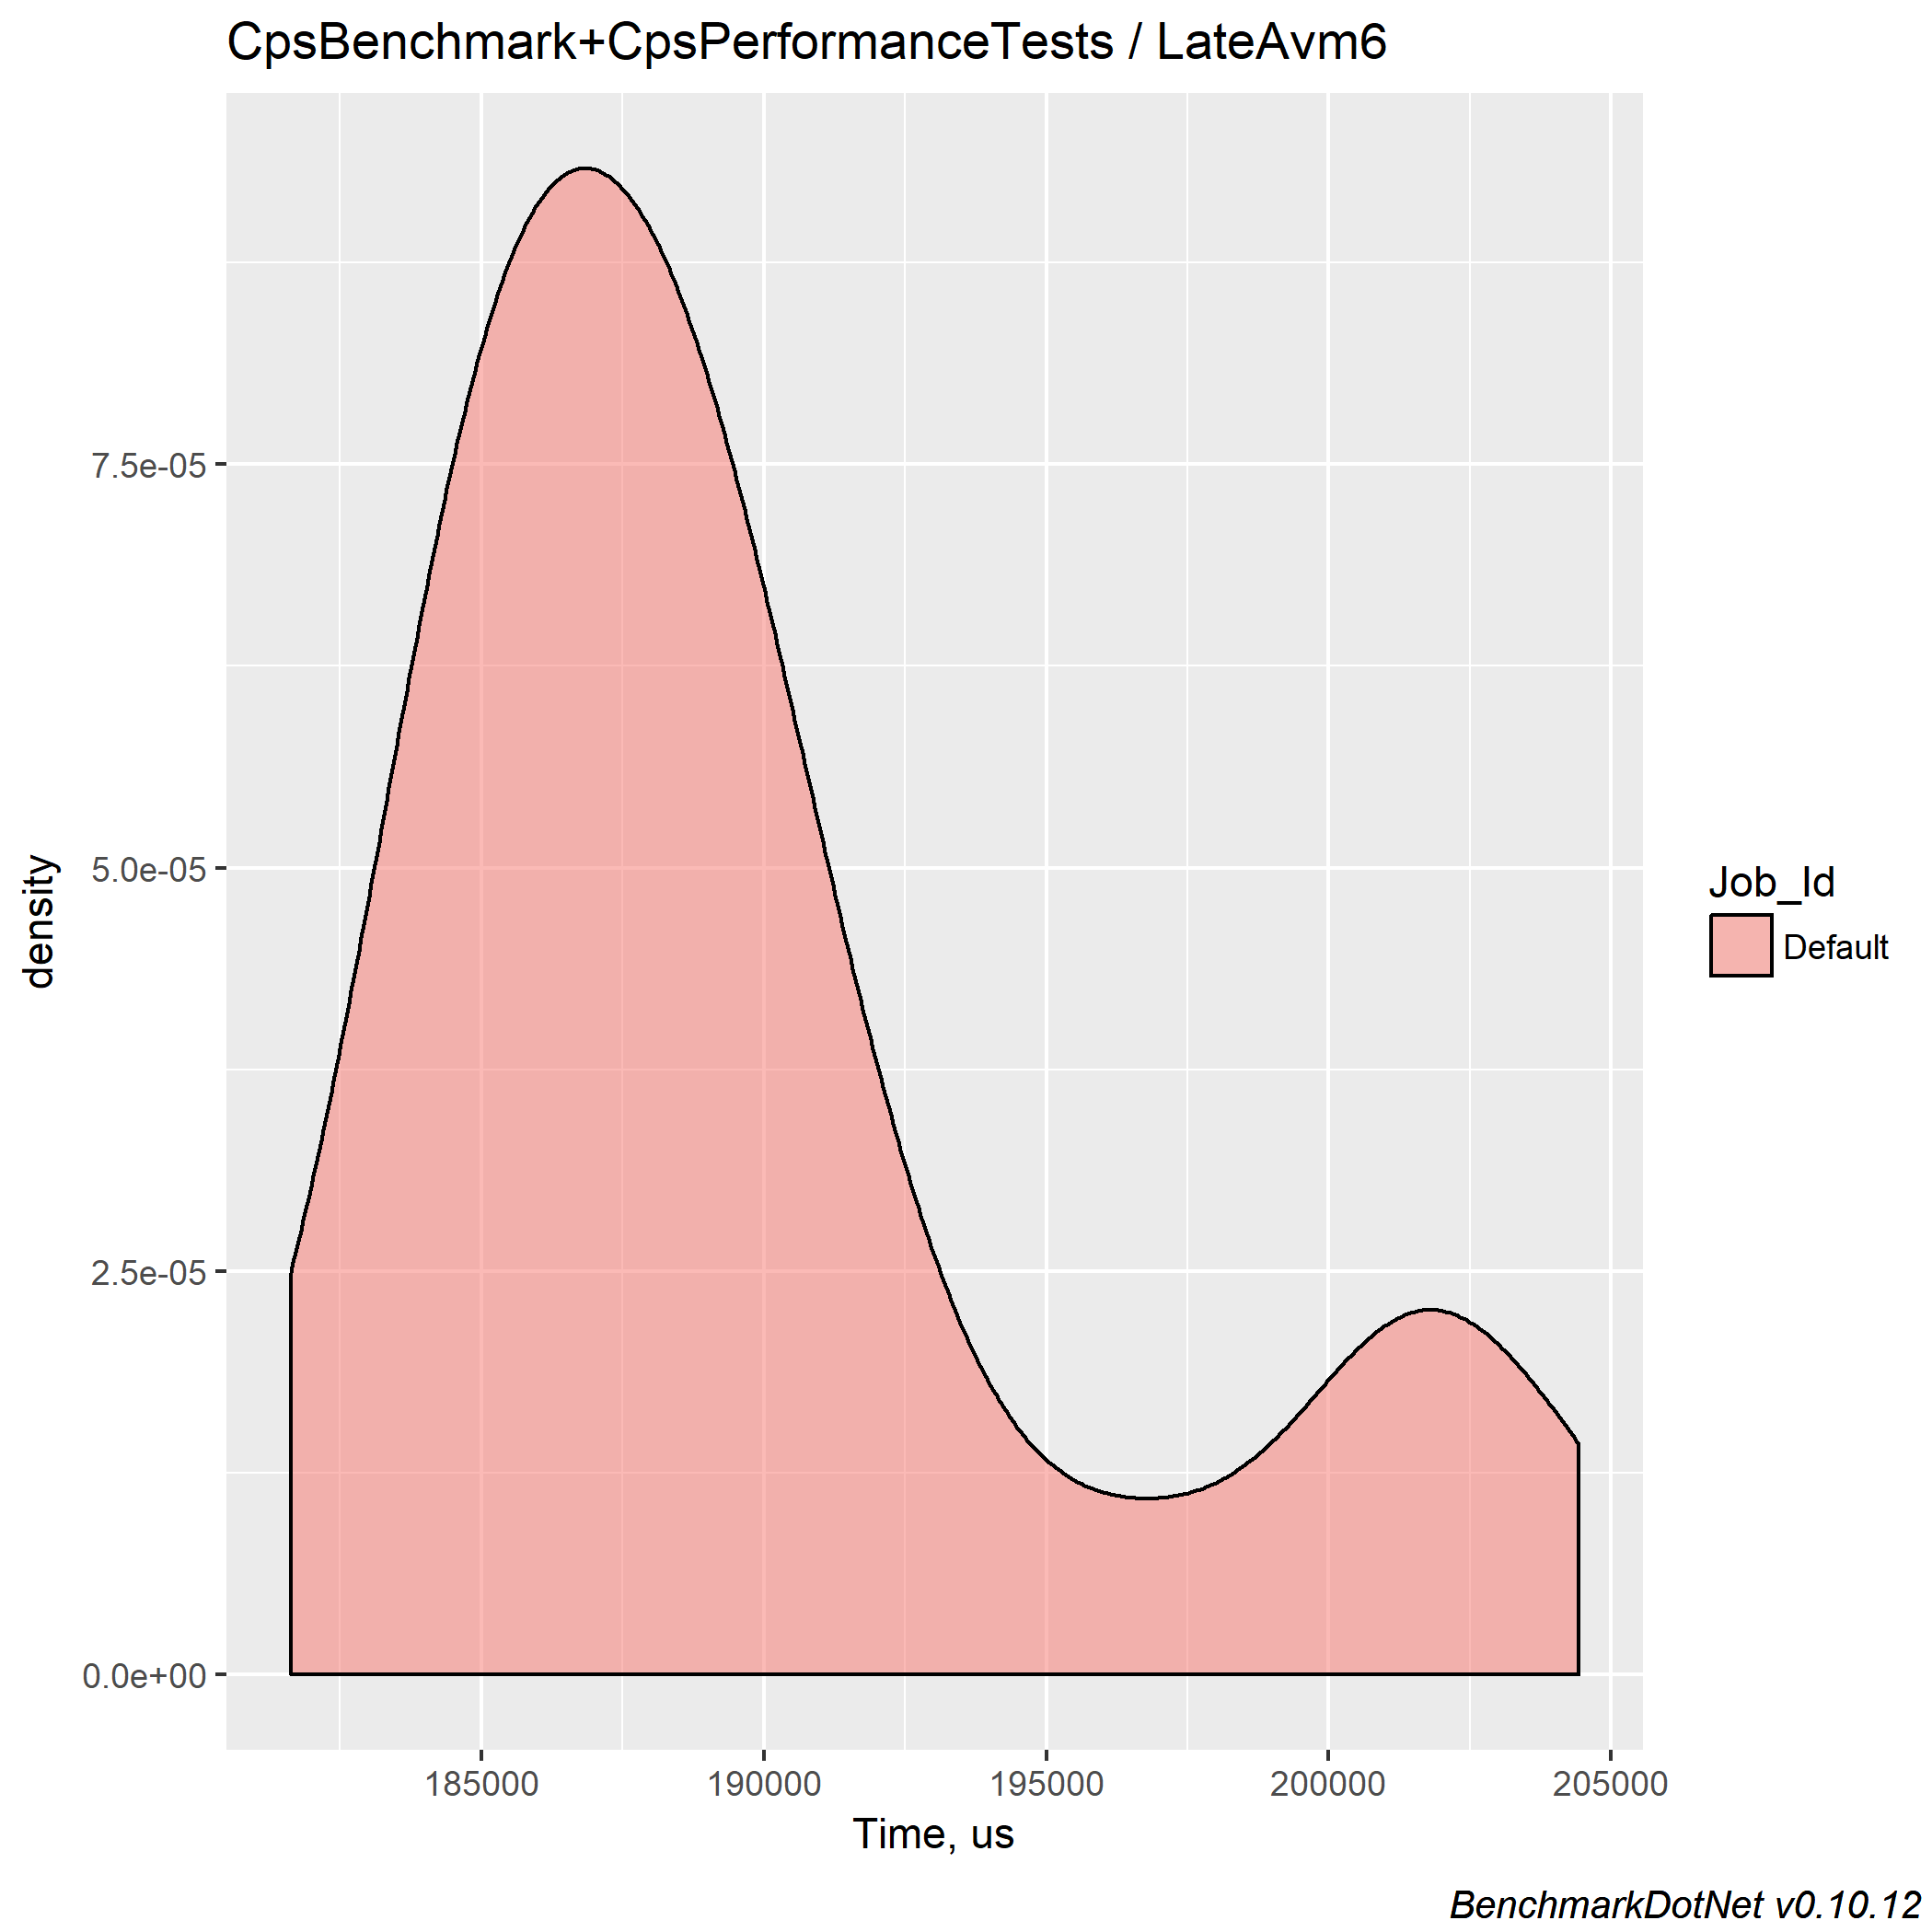 CpsBenchmark+CpsPerformanceTests / LateAvm6
7.5e-05
5.0e-05
2.5e-05
0.0e+00
density
185000 190000 195000 200000 205000
Time, us
Job_Id
Default
BenchmarkDotNet v0.10.12